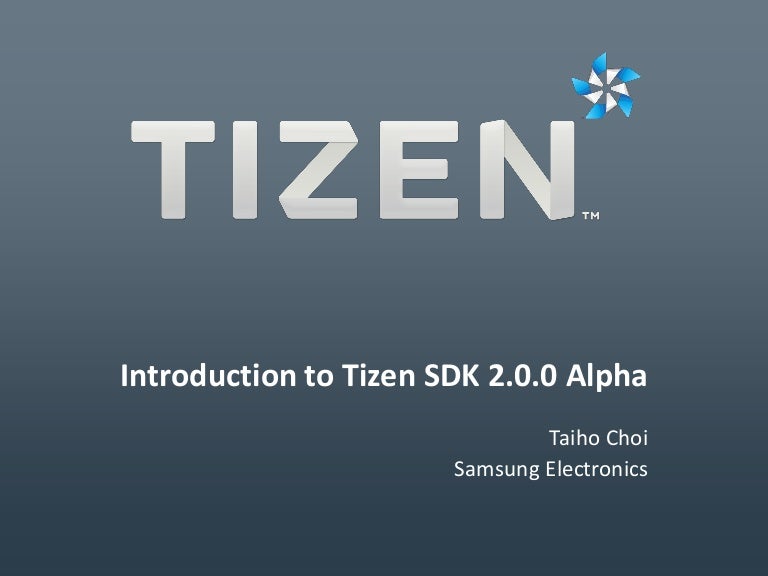 TIZEN™
Introduction to Tizen SDK 2.0.0 Alpha
Taiho Choi
Samsung Electronics